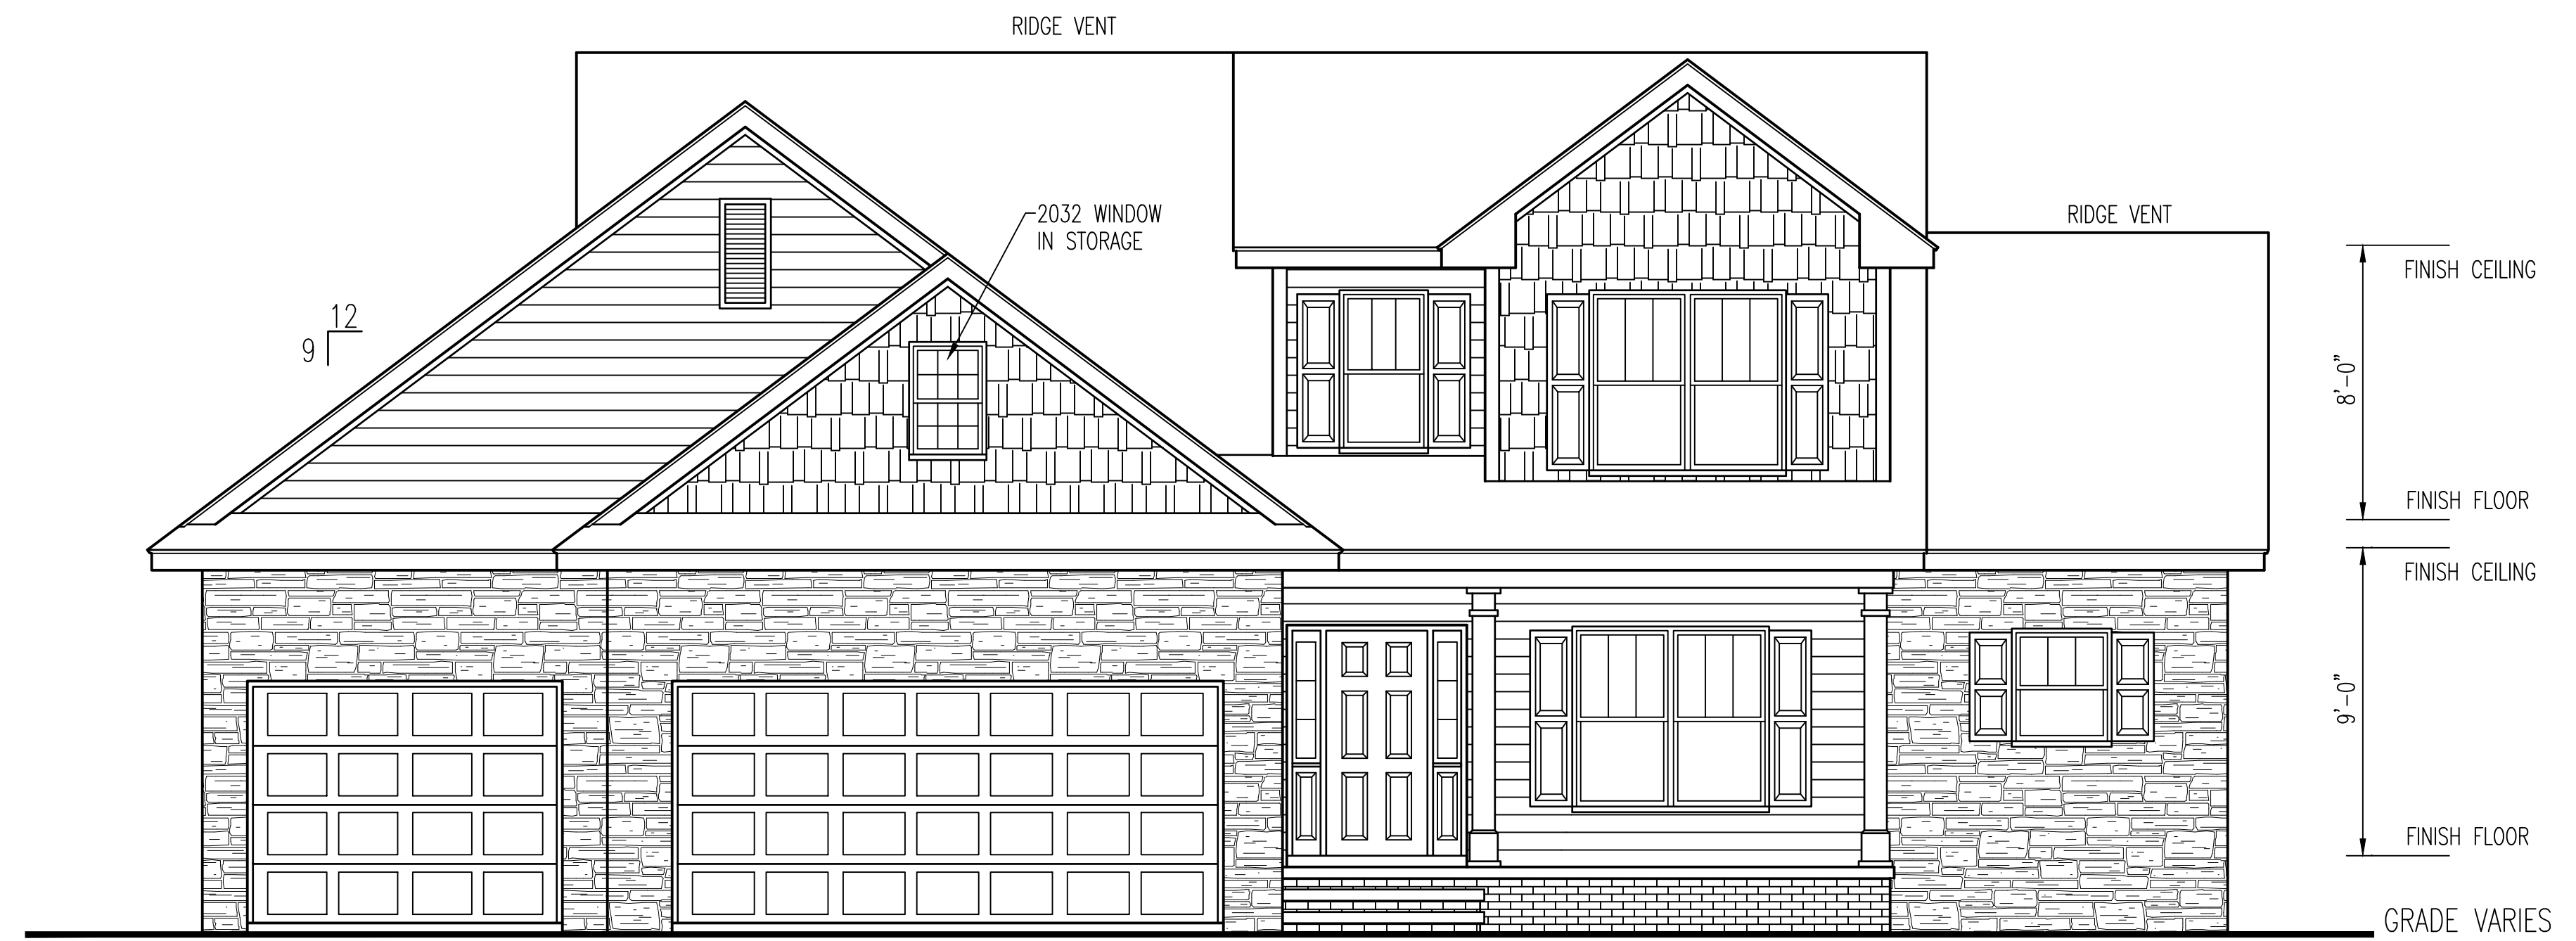 RIDGE VENT
2032 WINDOW
IN STORAGE
RIDGE VENT
12
9
FINISH CEILING
8'-0"
FINISH FLOOR
FINISH CEILING
9'-0"
FINISH FLOOR
GRADE VARIES